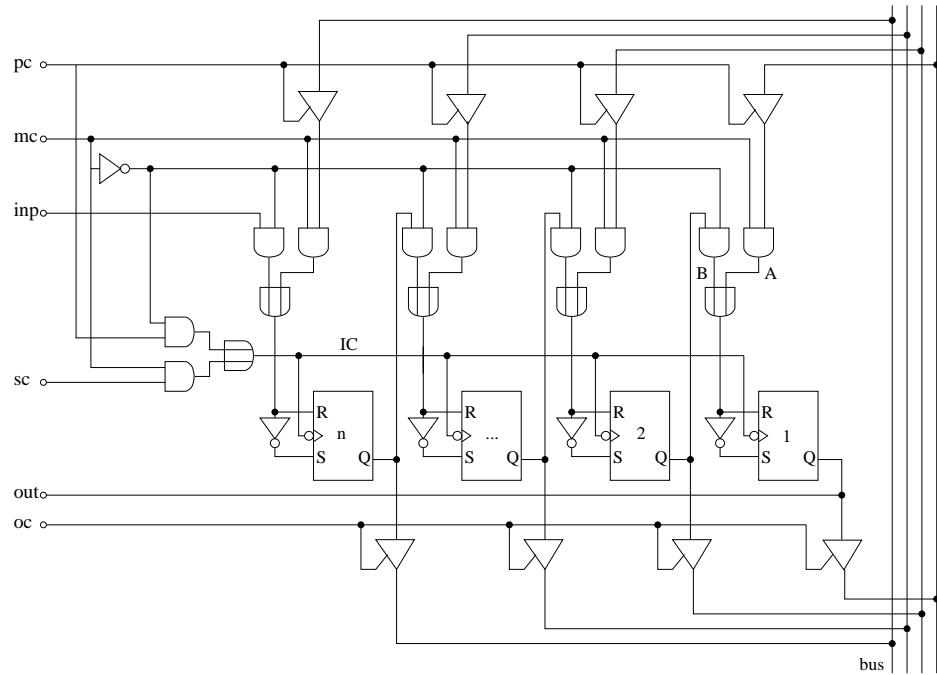 pc
mc
inp
B A
IC
sc
R R R R
n ... 2 1
S Q S Q S Q S Q
out
oc
bus